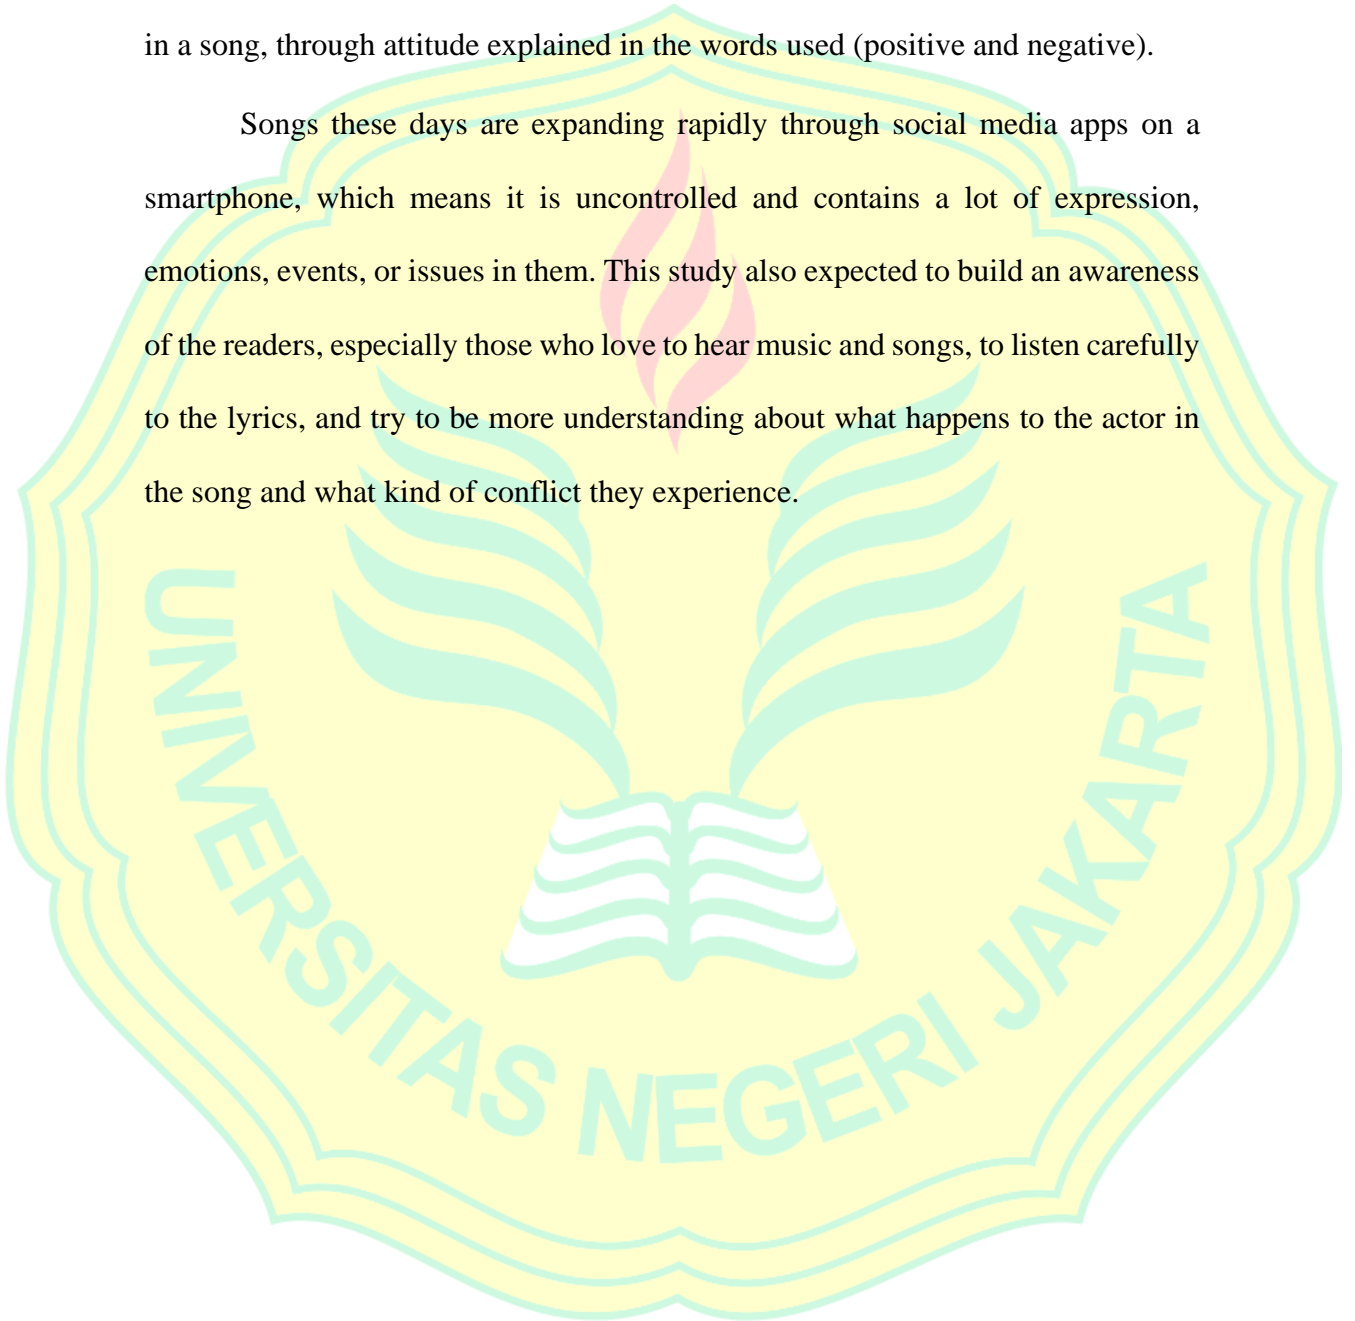 in a song, through attitude explained in the words used (positive and negative).
Songs these days are expanding rapidly through social media apps on a
smartphone, which means it is uncontrolled and contains a lot of expression,
emotions, events, or issues in them. This study also expected to build an awareness
of the readers, especially those who love to hear music and songs, to listen carefully
to the lyrics, and try to be more understanding about what happens to the actor in
the song and what kind of conflict they experience.
UNIVERSITAS NEGERI JAKARTA